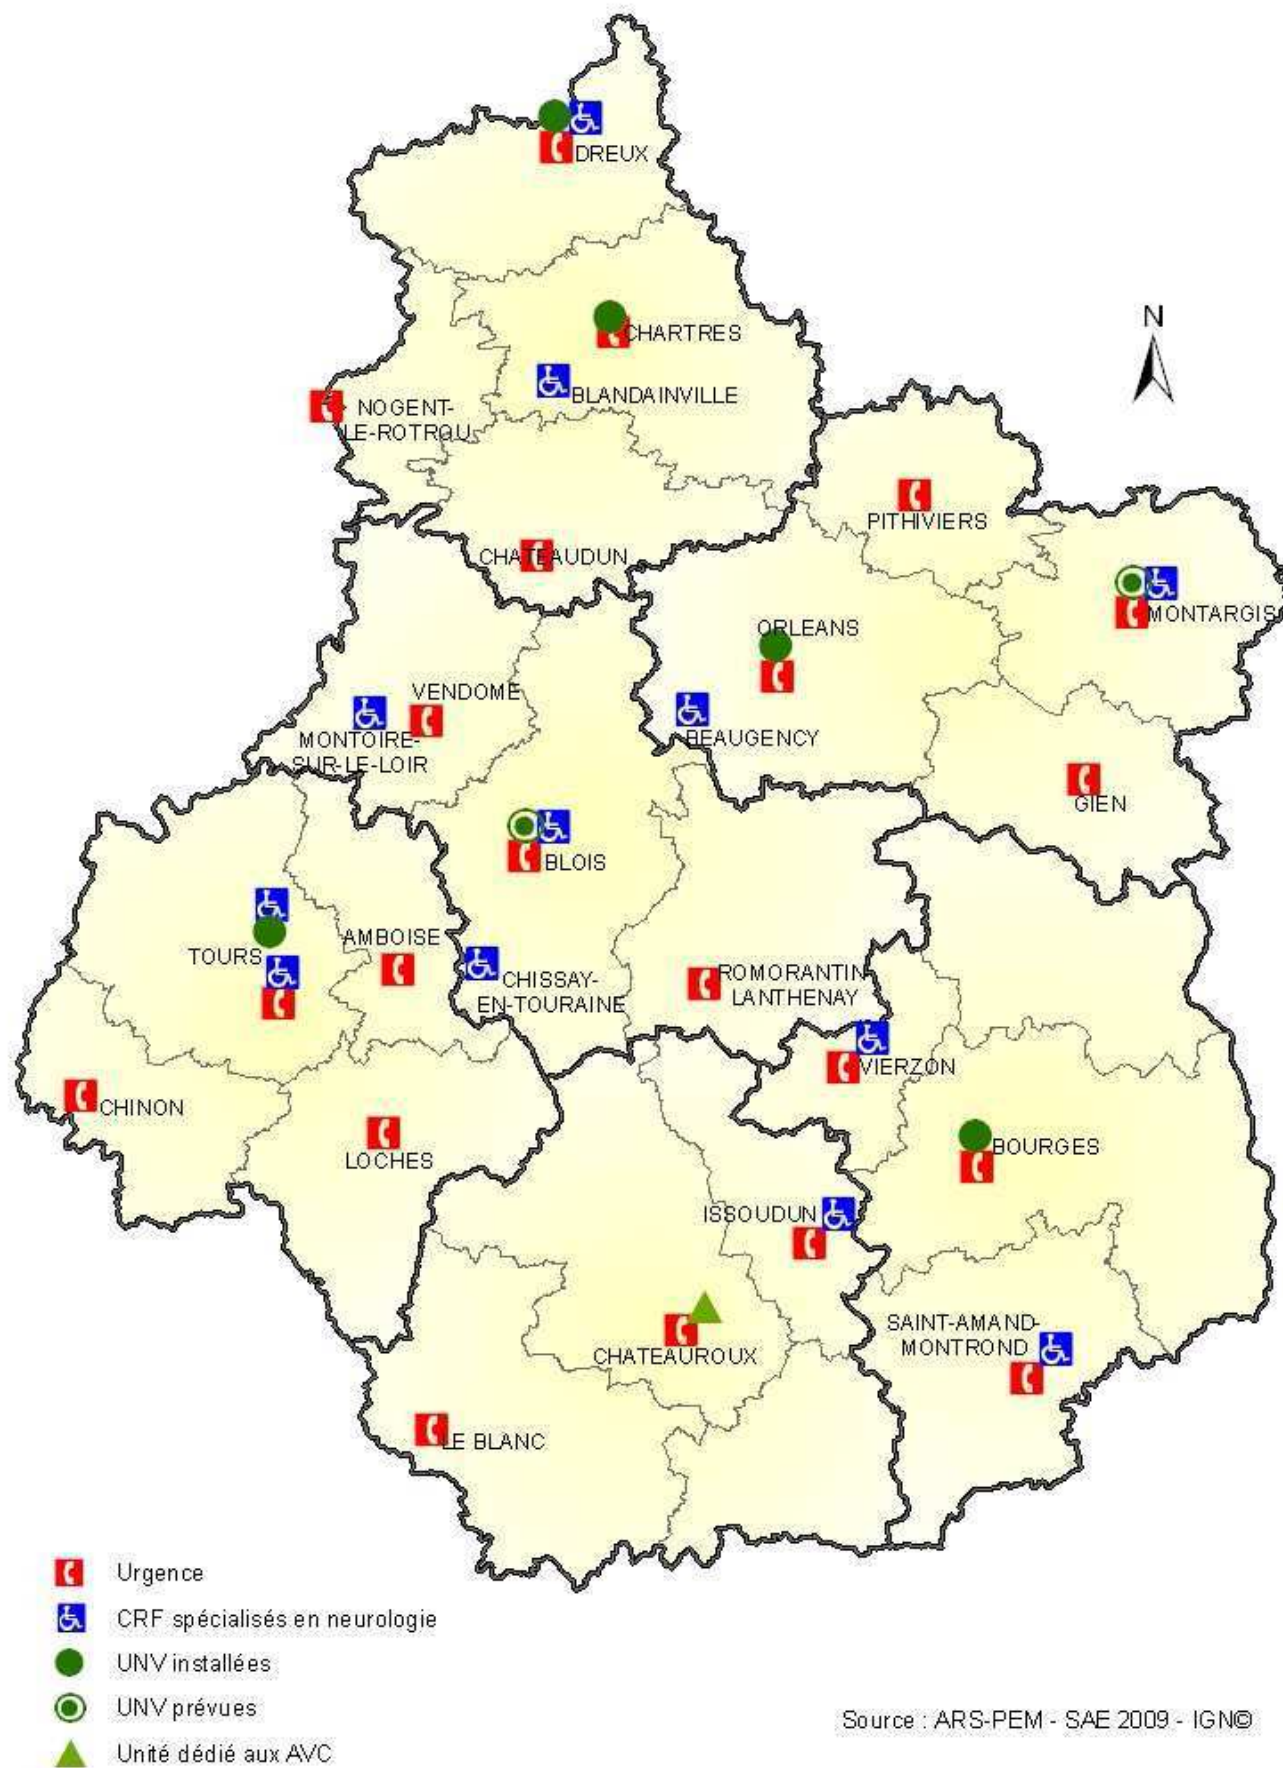 DREUX
N
CHARTRES
BLANDAINVILLE
NOGENT-
LE-ROTROU
PITHIVIERS
CHATEAUDUN
MONTARGIS
ORLEANS
VENDOME
BEAUGENCY
MONTOIRE-
SUR-LE-LOIR
GIEN
BLOIS
AMBOISE
TOURS
CHISSAY-
EN-TOURAINE
ROMORANTIN
LANTHENAY
VIERZON
CHINON
LOCHES
BOURGES
ISSOUDUN
SAINT-AMAND-
MONTROND
CHATEAUROUX
LE BLANC
Urgence
CRF spécialisés en neurologie
UNV installées
UNV prévues
Unité dédié aux AVC
Source : ARS-PEM - SAE 2009 - IGN©